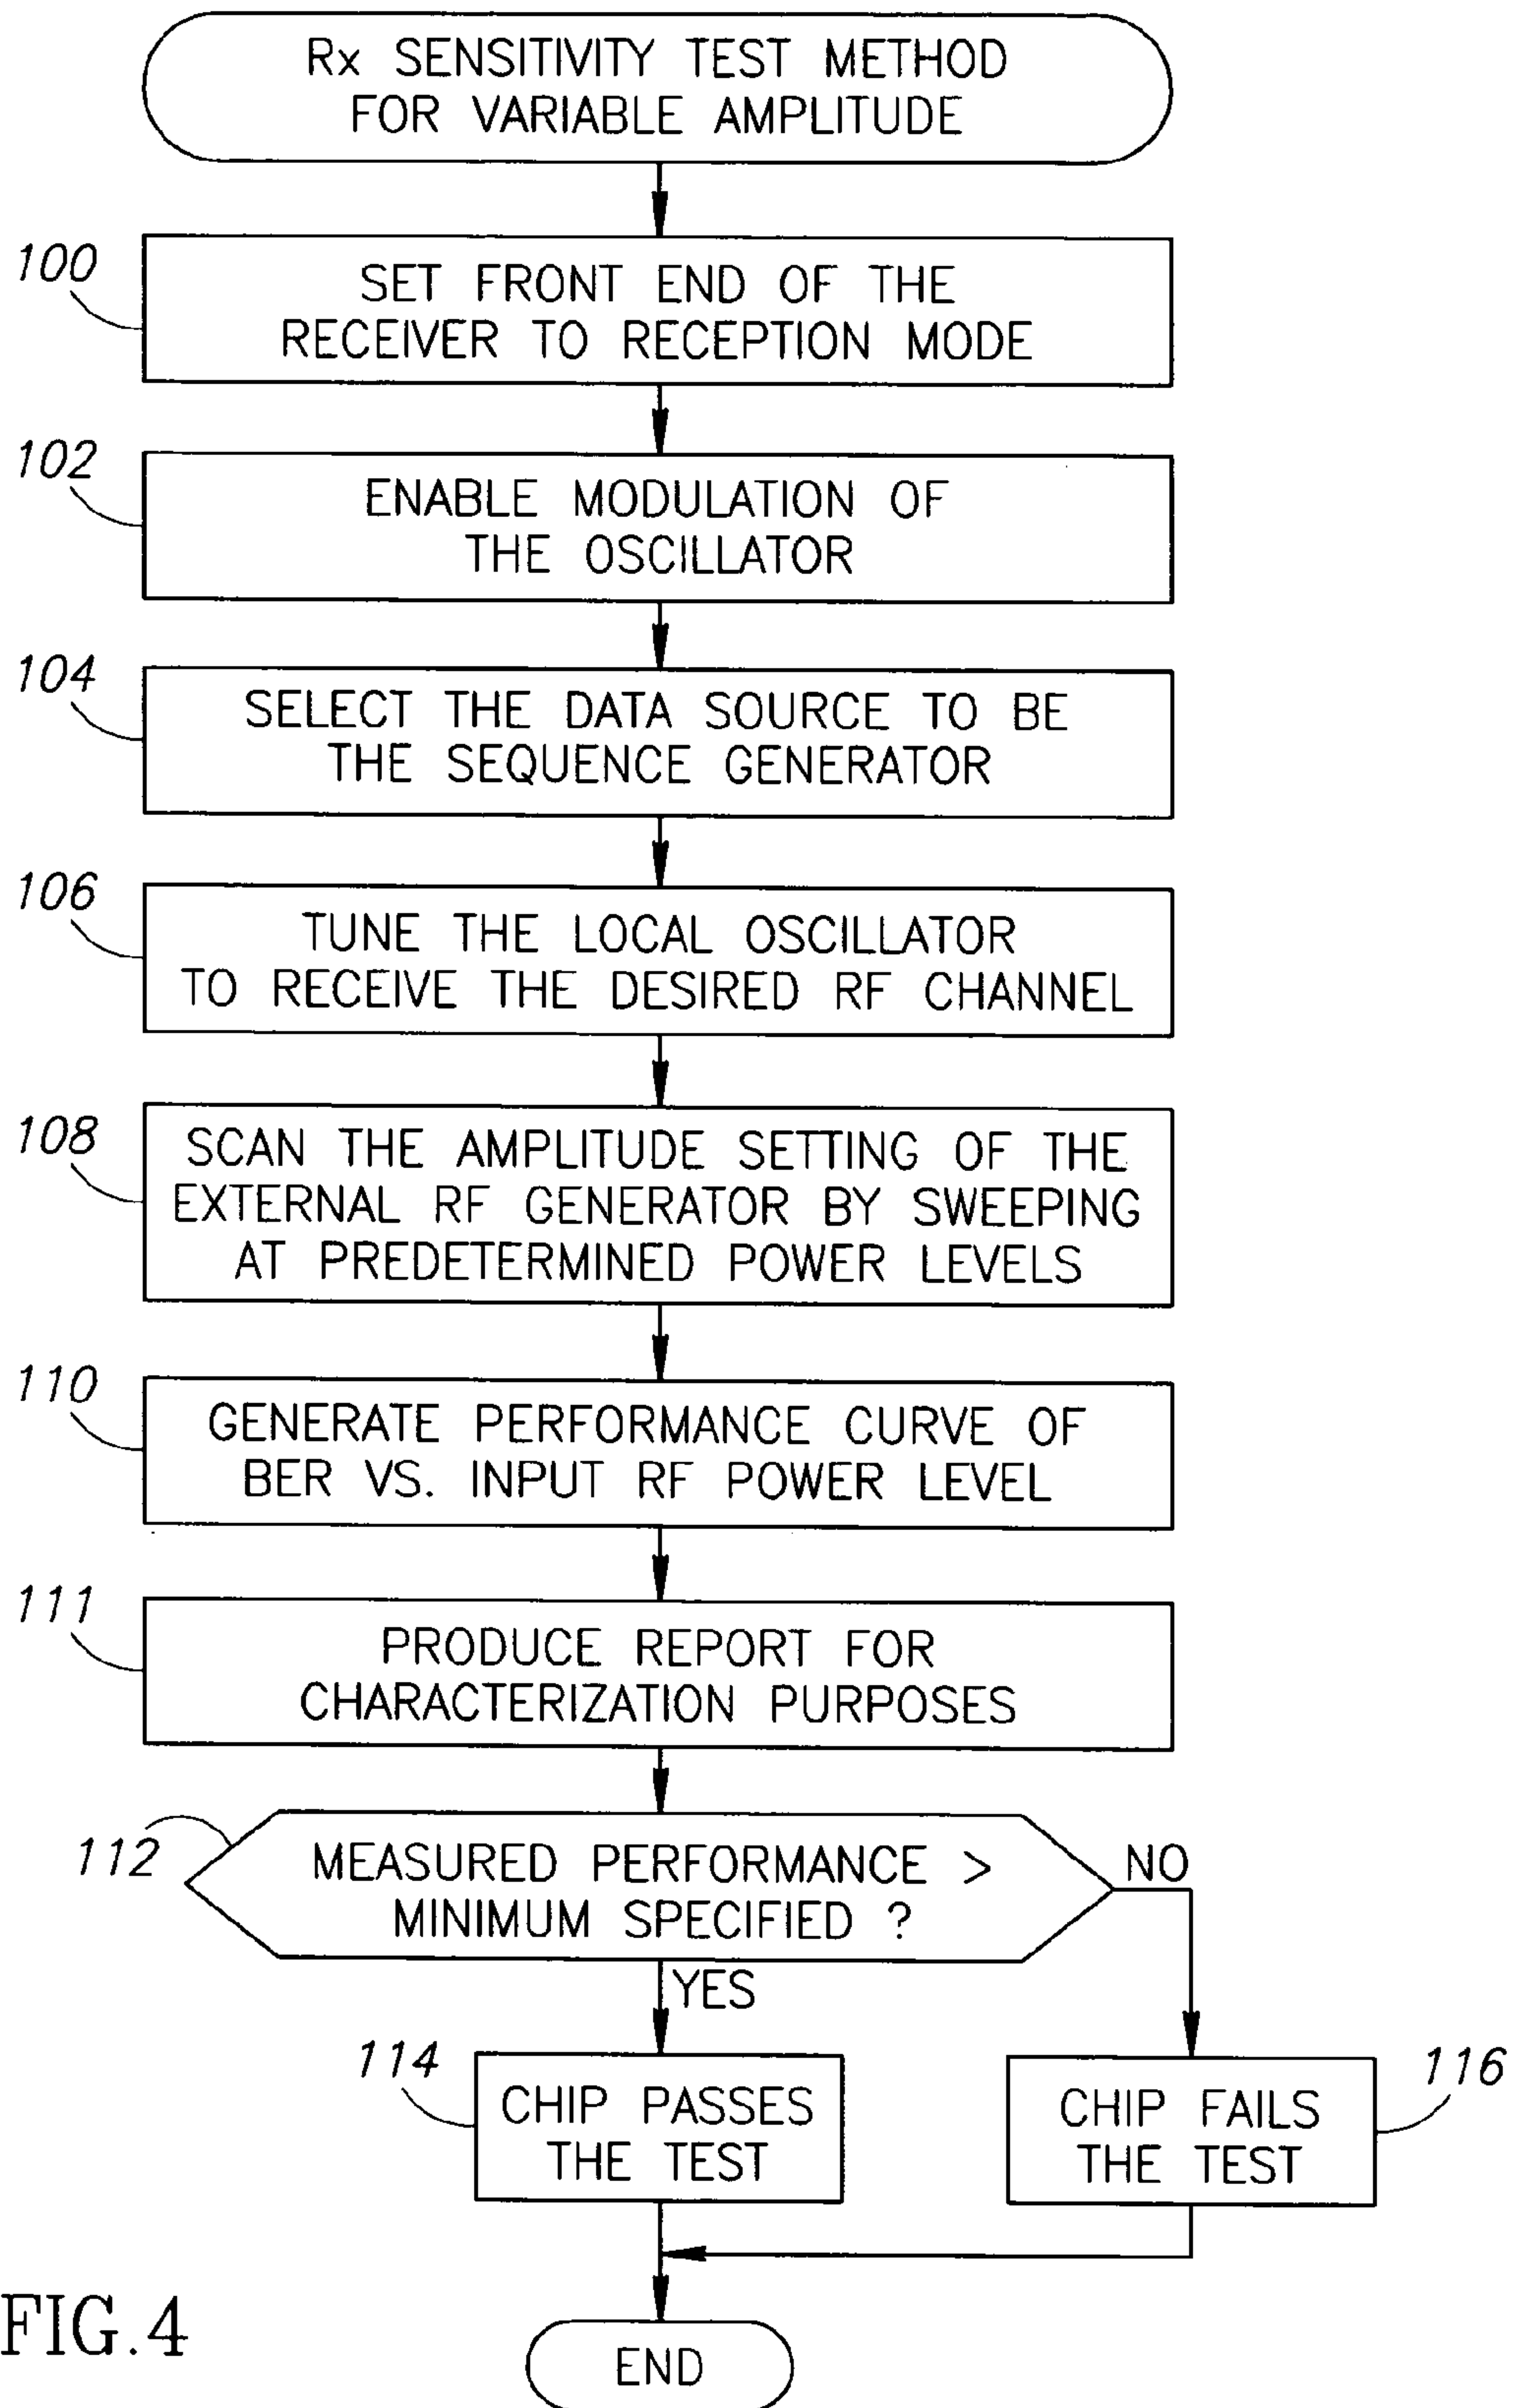 Rx SENSITIVITY TEST METHOD
FOR VARIABLE AMPLITUDE
100
SET FRONT END OF THE
RECEIVER TO RECEPTION MODE
102
ENABLE MODULATION OF
THE OSCILLATOR
104
SELECT THE DATA SOURCE TO BE
THE SEQUENCE GENERATOR
106
TUNE THE LOCAL OSCILLATOR
TO RECEIVE THE DESIRED RF CHANNEL
108
SCAN THE AMPLITUDE SETTING OF THE
EXTERNAL RF GENERATOR BY SWEEPING
AT PREDETERMINED POWER LEVELS
110
GENERATE PERFORMANCE CURVE OF
BER VS. INPUT RF POWER LEVEL
111
PRODUCE REPORT FOR
CHARACTERIZATION PURPOSES
112
MEASURED PERFORMANCE >
MINIMUM SPECIFIED ?
NO
YES
114
CHIP PASSES
THE TEST
116
CHIP FAILS
THE TEST
FIG.4
END